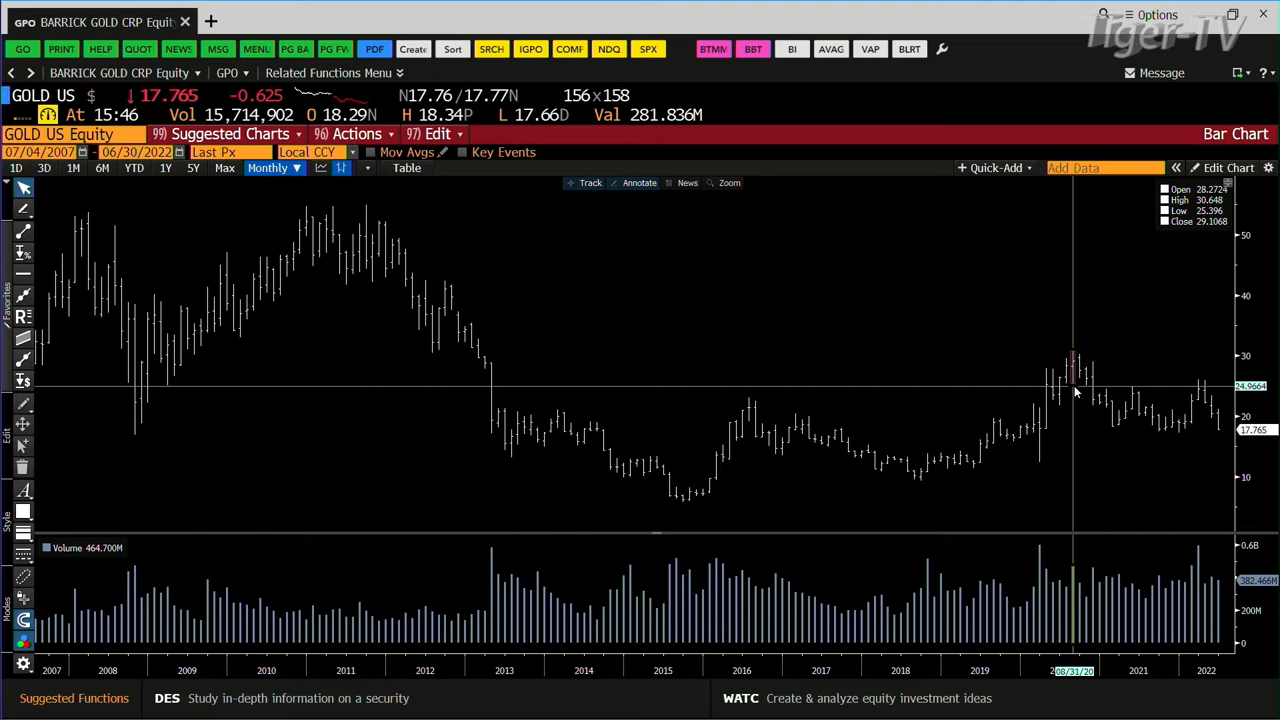 GPO BARRICK GOLD CRP Equity × +
Options
Tiger-TV
GO PRINT HELP QUOT NEWS MSG MENU PG BA PG FW PDF Create Sort SRCH IGPO COMF NDQ SPX BTMM BBT BI AVAG VAP BLRT
BARRICK GOLD CRP Equity GPO Related Functions Menu Message ?
GOLD US $ ↓17.765 -0.625 N17.76/17.77N 156x158
At 15:46 Vol 15,714,902 O 18.29N H 18.34P L 17.66D Val 281.836M
GOLD US Equity 99) Suggested Charts 96) Actions 97) Edit Bar Chart
07/04/2007 - 06/30/2022 Last Px Local CCY Mov Avgs Key Events
1D 3D 1M 6M YTD 1Y 5Y Max Monthly ▼ Table + Quick-Add Add Data « Edit Chart
Track Annotate News Zoom
Open 28.2724
High 30.648
Low 25.396
Close 29.1068
50
40
30
24.9664
20
17.765
10
Favorites
Edit
Style
Modes
Volume 464.700M
0.6B
382.466M
200M
0
2007 2008 2009 2010 2011 2012 2013 2014 2015 2016 2017 2018 2019 2 08/31/20 2021 2022
Suggested Functions DES Study in-depth information on a security WATC Create & analyze equity investment ideas